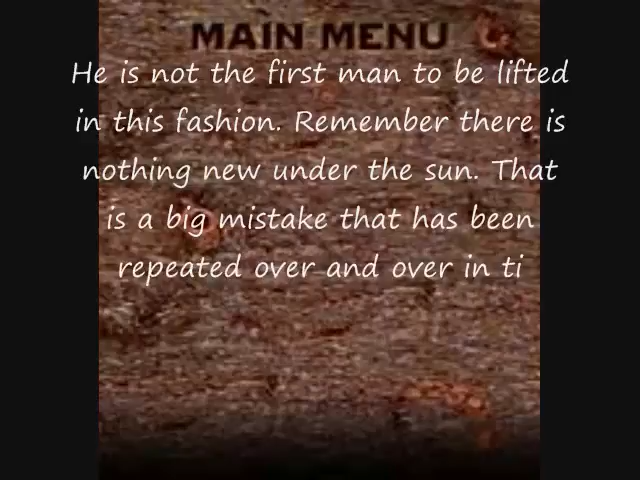 MAIN MENU
He is not the first man to be lifted
in this fashion. Remember there is
nothing new under the sun. That
is a big mistake that has been
repeated over and over in ti